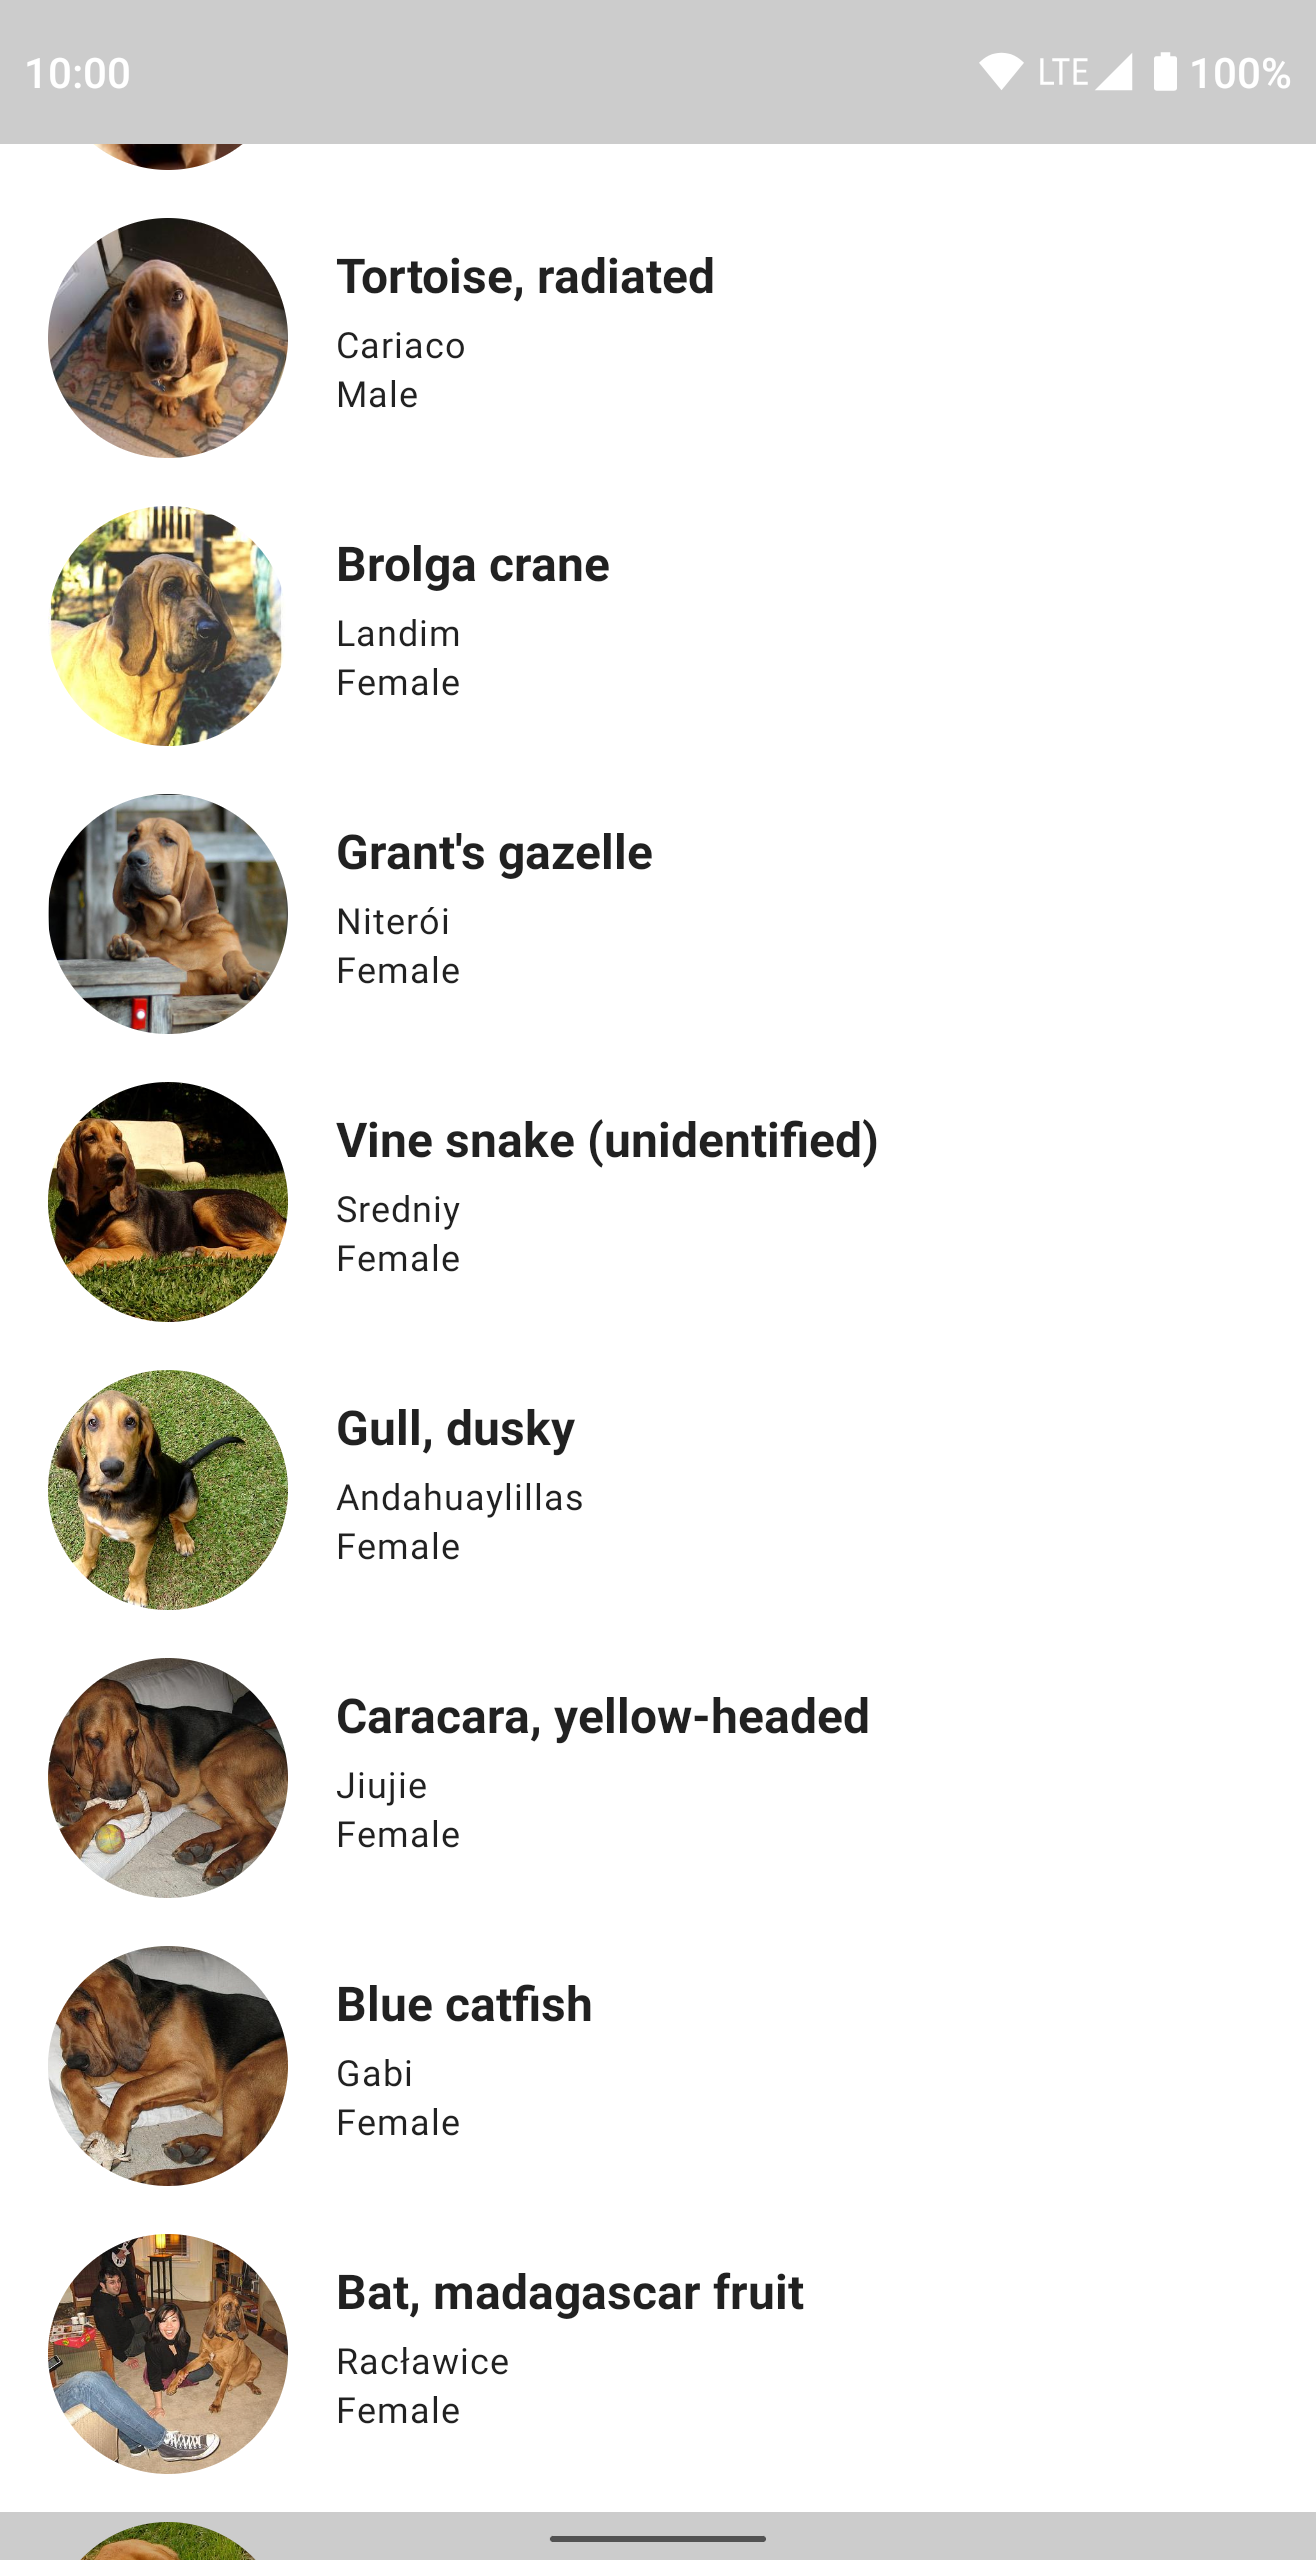 10:00 LTE 100%
Tortoise, radiated
Cariaco
Male
Brolga crane
Landim
Female
Grant's gazelle
Niterói
Female
Vine snake (unidentified)
Sredniy
Female
Gull, dusky
Andahuaylillas
Female
Caracara, yellow-headed
Jiujie
Female
Blue catfish
Gabi
Female
Bat, madagascar fruit
Racławice
Female